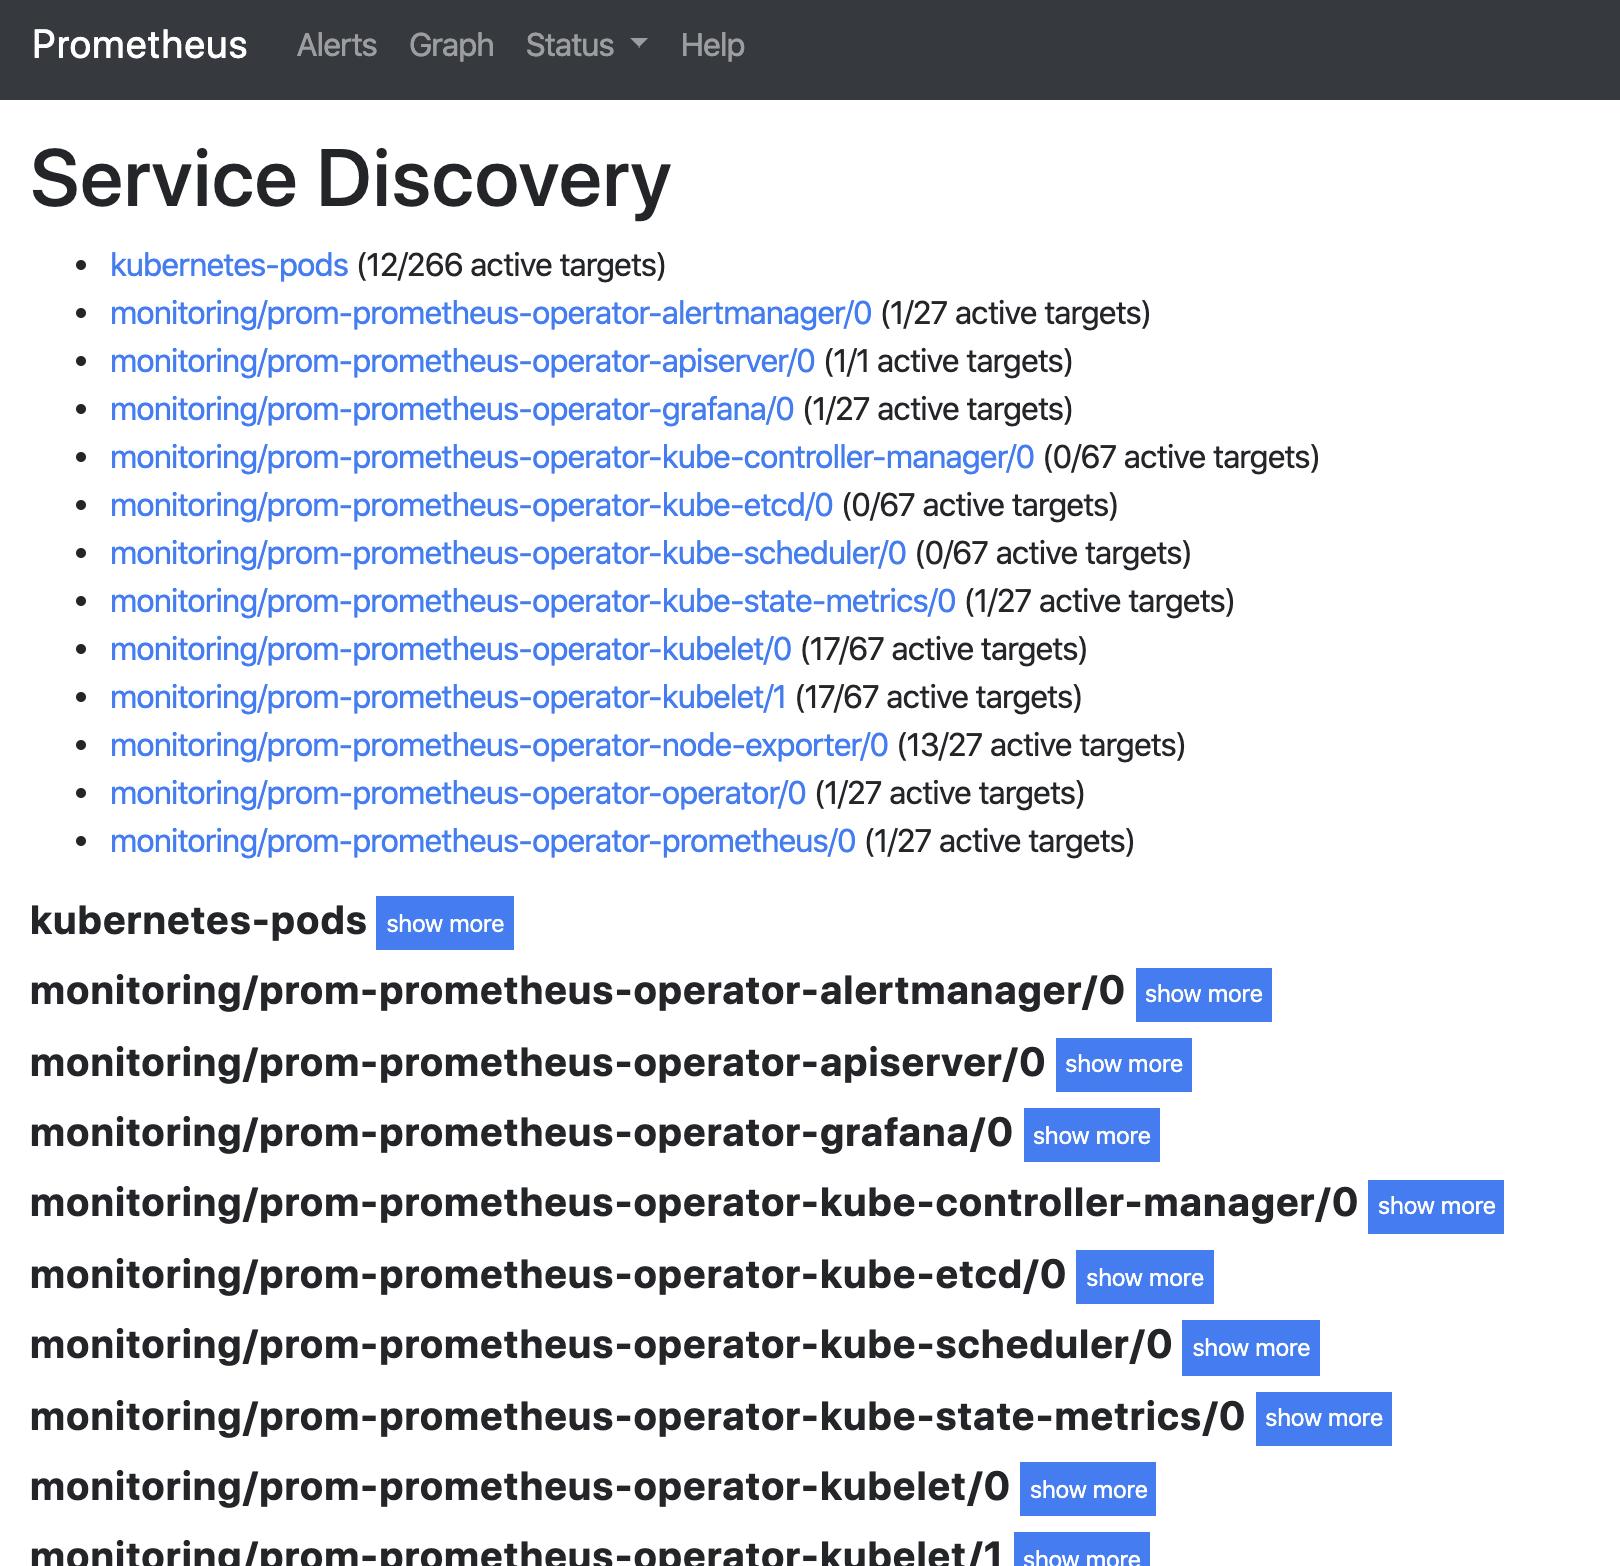 Prometheus Alerts Graph Status Help
Service Discovery
kubernetes-pods (12/266 active targets)
monitoring/prom-prometheus-operator-alertmanager/0 (1/27 active targets)
monitoring/prom-prometheus-operator-apiserver/0 (1/1 active targets)
monitoring/prom-prometheus-operator-grafana/0 (1/27 active targets)
monitoring/prom-prometheus-operator-kube-controller-manager/0 (0/67 active targets)
monitoring/prom-prometheus-operator-kube-etcd/0 (0/67 active targets)
monitoring/prom-prometheus-operator-kube-scheduler/0 (0/67 active targets)
monitoring/prom-prometheus-operator-kube-state-metrics/0 (1/27 active targets)
monitoring/prom-prometheus-operator-kubelet/0 (17/67 active targets)
monitoring/prom-prometheus-operator-kubelet/1 (17/67 active targets)
monitoring/prom-prometheus-operator-node-exporter/0 (13/27 active targets)
monitoring/prom-prometheus-operator-operator/0 (1/27 active targets)
monitoring/prom-prometheus-operator-prometheus/0 (1/27 active targets)
kubernetes-pods show more
monitoring/prom-prometheus-operator-alertmanager/0 show more
monitoring/prom-prometheus-operator-apiserver/0 show more
monitoring/prom-prometheus-operator-grafana/0 show more
monitoring/prom-prometheus-operator-kube-controller-manager/0 show more
monitoring/prom-prometheus-operator-kube-etcd/0 show more
monitoring/prom-prometheus-operator-kube-scheduler/0 show more
monitoring/prom-prometheus-operator-kube-state-metrics/0 show more
monitoring/prom-prometheus-operator-kubelet/0 show more
monitoring/prom-prometheus-operator-kubelet/1 show more